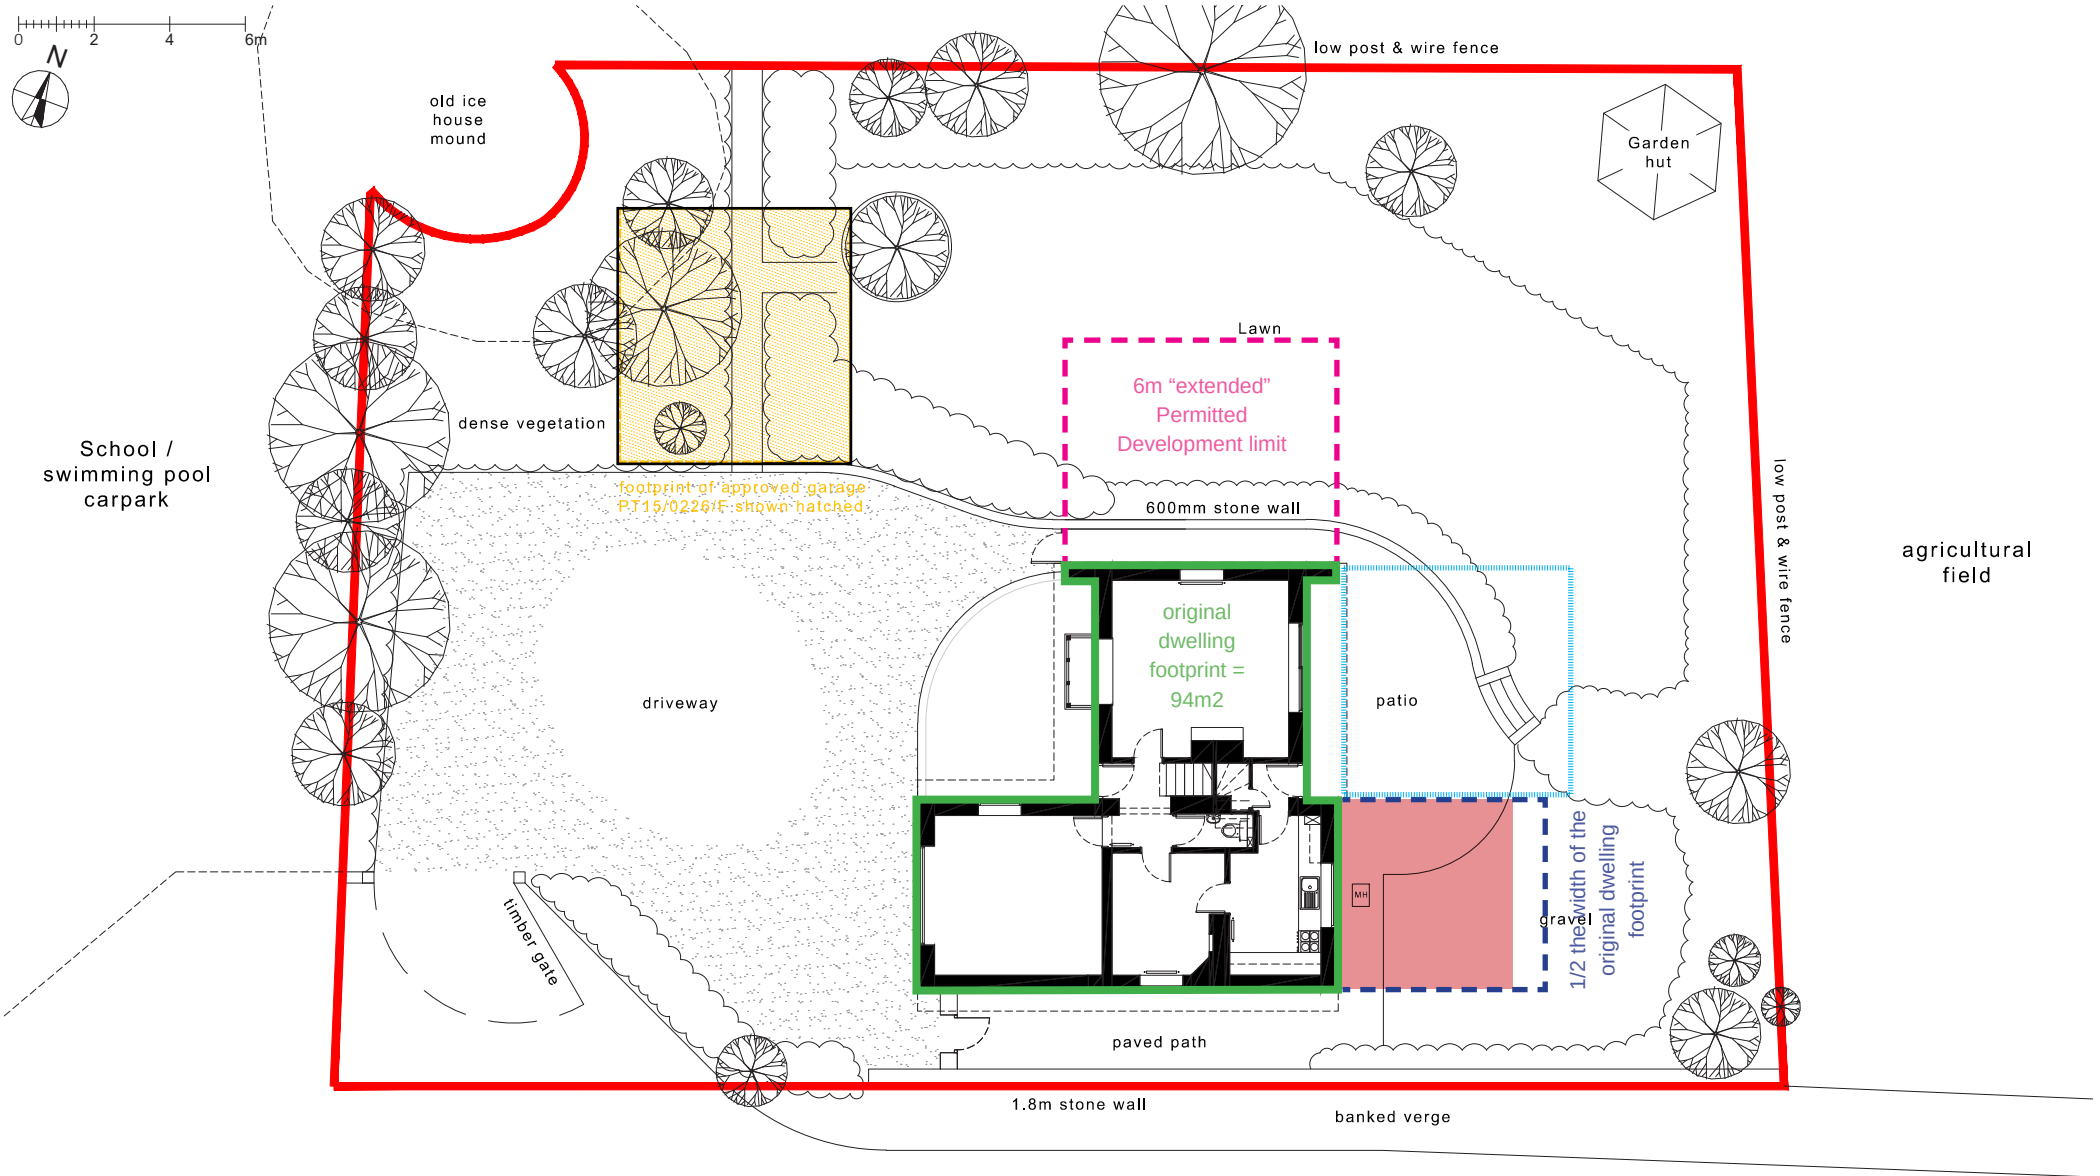 0 2 4 6m
N
old ice
house
mound
low post & wire fence
Garden
hut
Lawn
6m “extended”
Permitted
Development limit
dense vegetation
School /
swimming pool
carpark
footprint of approved garage
PT15/0226/F shown hatched
600mm stone wall
low post & wire fence
agricultural
field
original
dwelling
footprint =
94m2
driveway
patio
MH
gravel
1/2 thewidth of the
original dwelling
footprint
timber gate
paved path
1.8m stone wall
banked verge